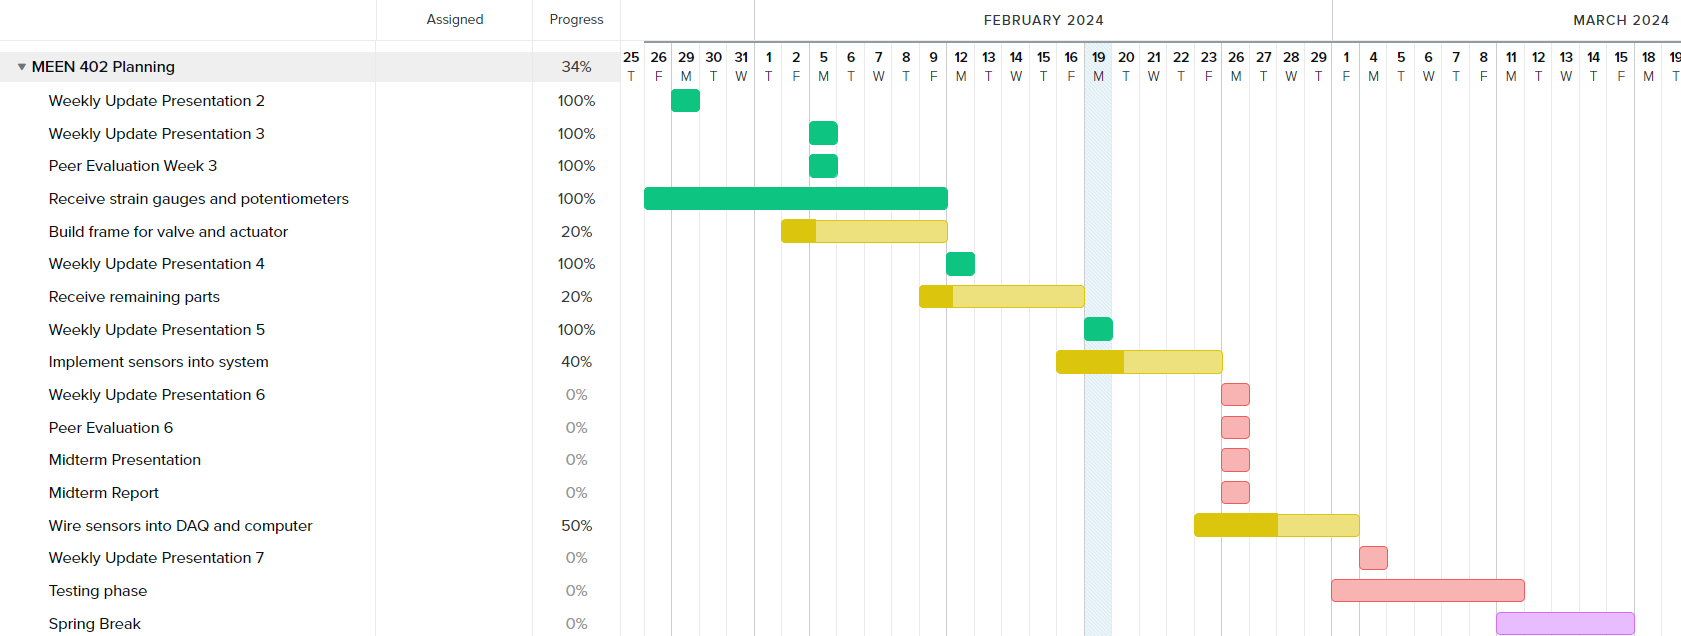 Assigned Progress FEBRUARY 2024 MARCH 2024
25 26 29 30 31 1 2 5 6 7 8 9 12 13 14 15 16 19 20 21 22 23 26 27 28 29 1 4 5 6 7 8 11 12 13 14 15 18 19
T F M T W T F M T W T F M T W T F M T W T F M T W T F M T W T F M T W T F M T
MEEN 402 Planning 34%
Weekly Update Presentation 2 100%
Weekly Update Presentation 3 100%
Peer Evaluation Week 3 100%
Receive strain gauges and potentiometers 100%
Build frame for valve and actuator 20%
Weekly Update Presentation 4 100%
Receive remaining parts 20%
Weekly Update Presentation 5 100%
Implement sensors into system 40%
Weekly Update Presentation 6 0%
Peer Evaluation 6 0%
Midterm Presentation 0%
Midterm Report 0%
Wire sensors into DAQ and computer 50%
Weekly Update Presentation 7 0%
Testing phase 0%
Spring Break 0%